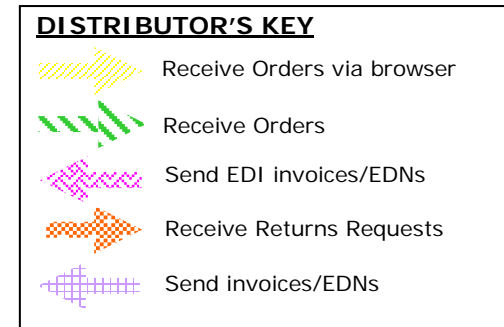 DISTRIBUTOR'S KEY
Receive Orders via browser
Receive Orders
Send EDI invoices/EDNs
Receive Returns Requests
Send invoices/EDNs